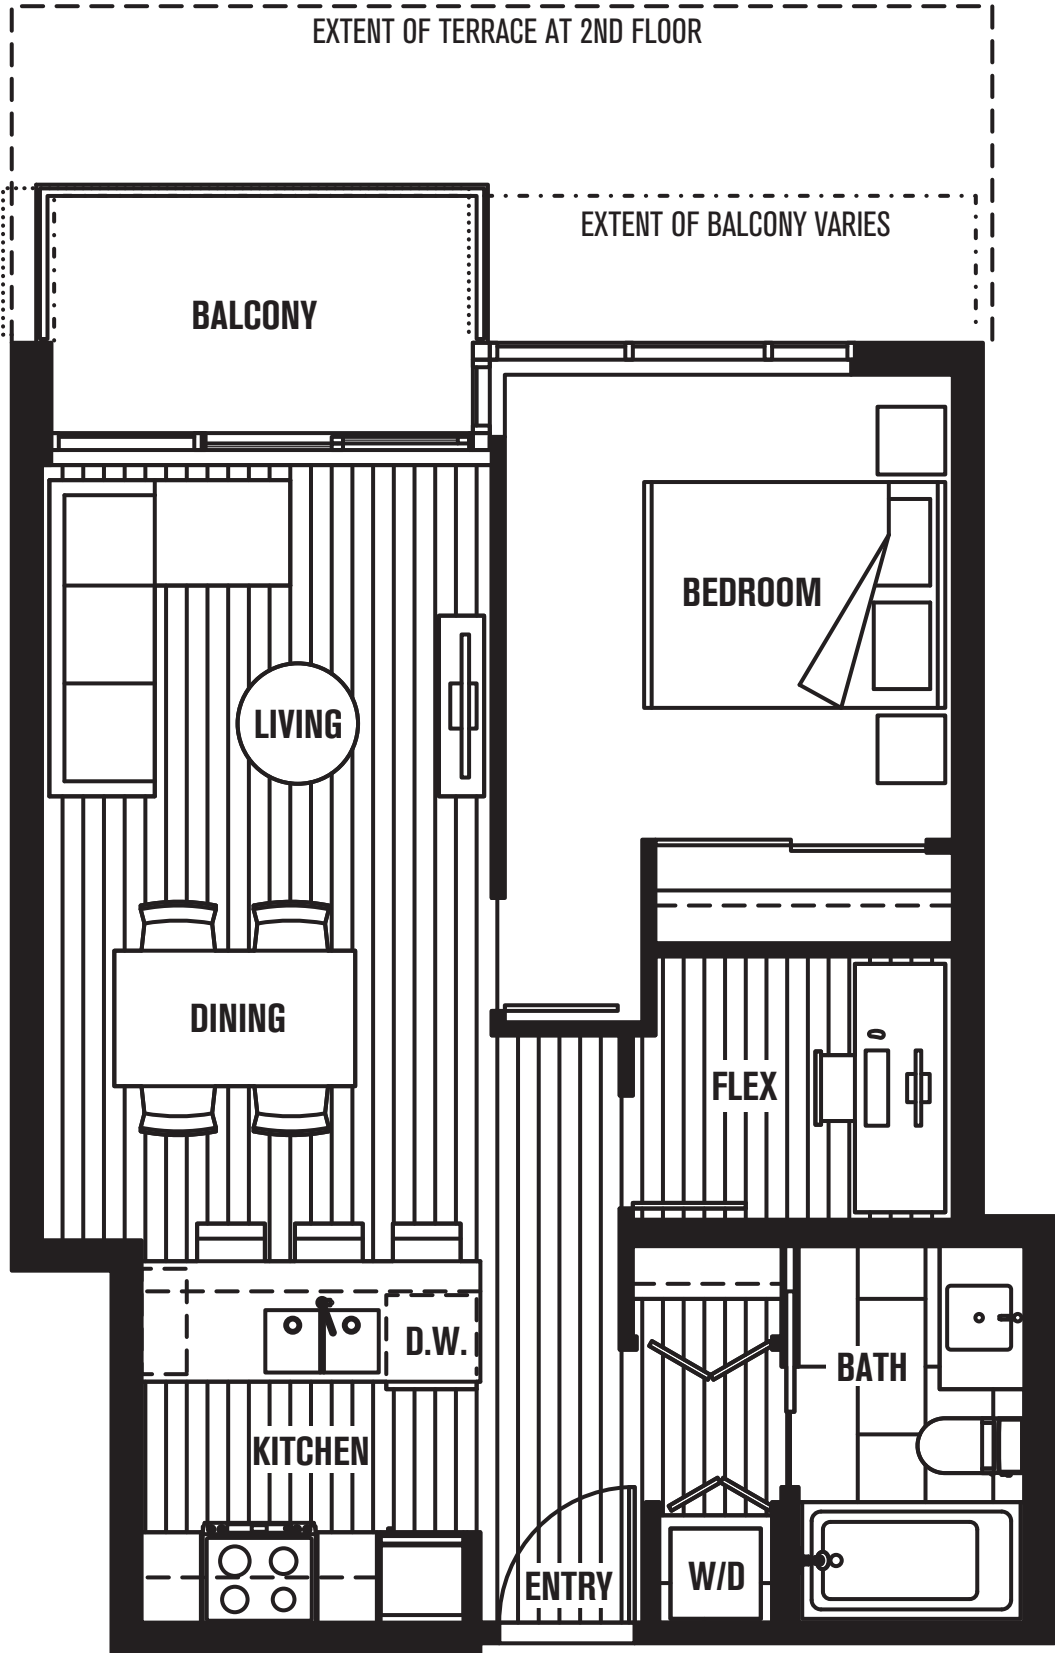 EXTENT OF TERRACE AT 2ND FLOOR
EXTENT OF BALCONY VARIES
BALCONY
BEDROOM
LIVING
DINING
FLEX
D.W.
BATH
KITCHEN
ENTRY
W/D